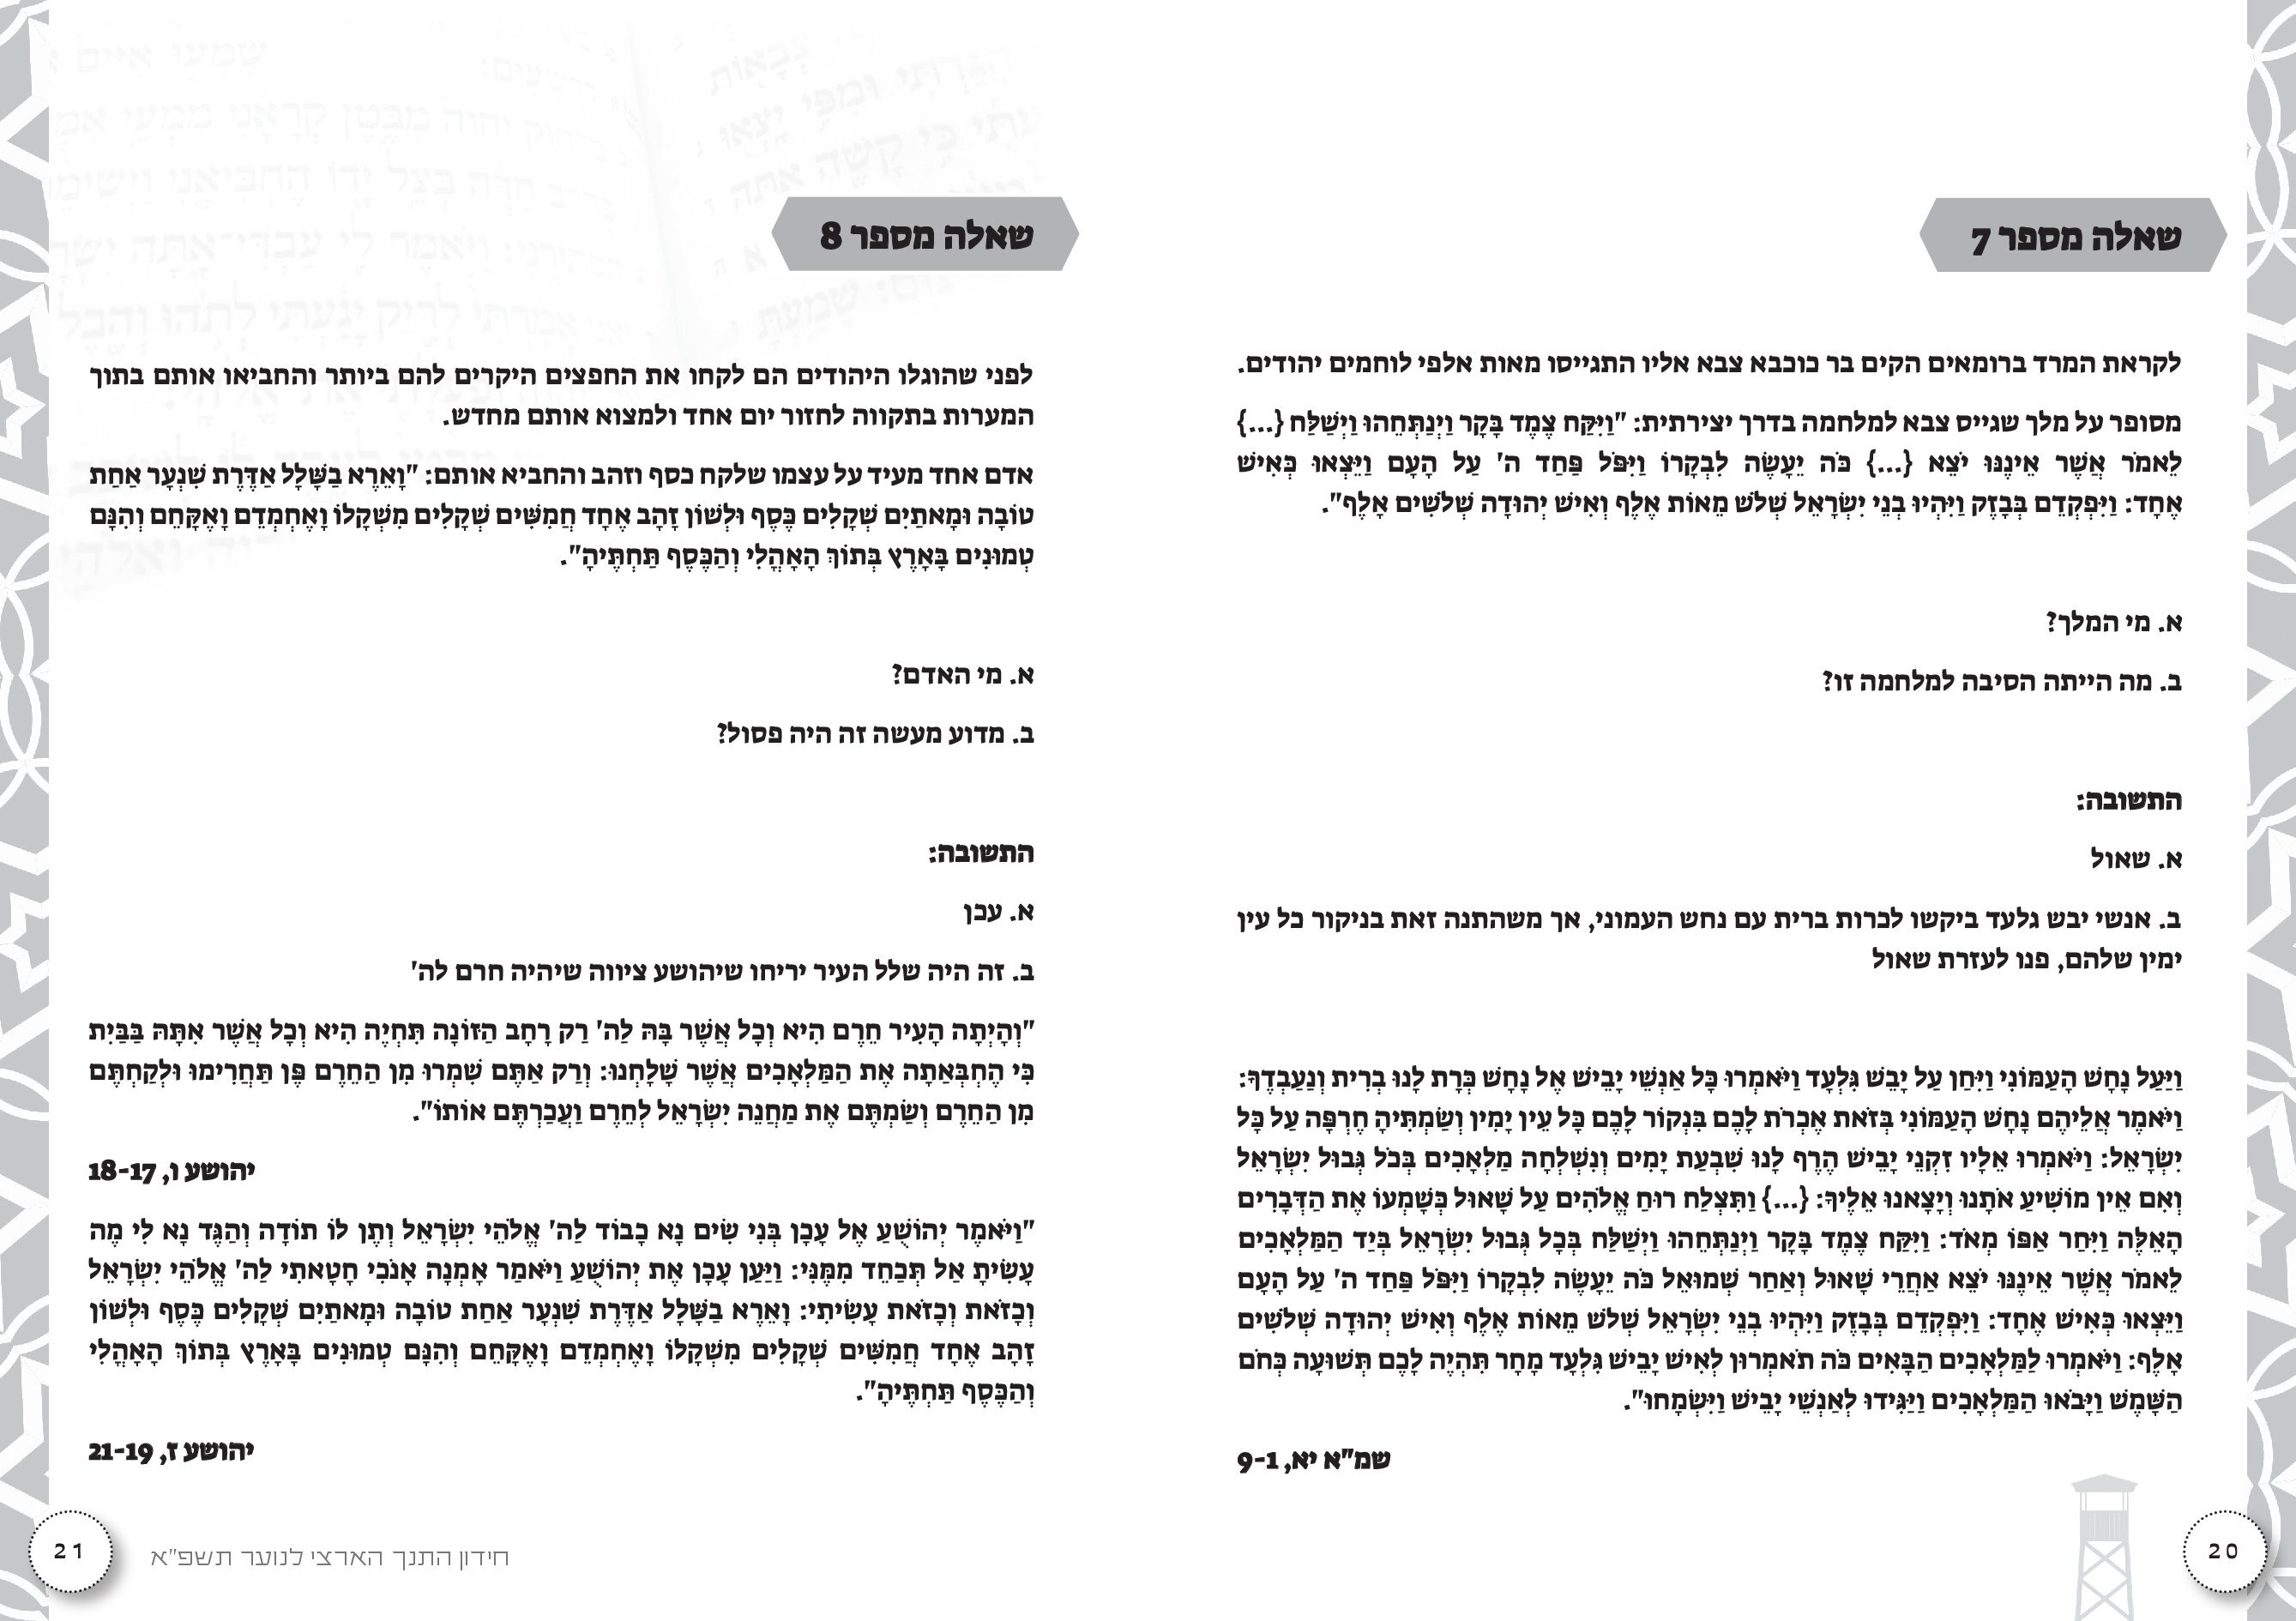 שאלה מספר 7
לקראת המרד ברומאים הקים בר כוכבא צבא אליו התגייסו מאות אלפי לוחמים יהודים.
מסופר על מלך שגייס צבא למלחמה בדרך יצירתית: "וַיִּקַּח צֶמֶד בָּקָר וַיְנַתְּחֵהוּ וַיְשַׁלַּח {...}
לֵאמֹר אֲשֶׁר אֵינֶנּוּ יֹצֵא {...} כֹּה יֵעָשֶׂה לִבְקָרוֹ וַיִּפֹּל פַּחַד ה' עַל הָעָם וַיֵּצְאוּ כְּאִישׁ
אֶחָד: וַיִּפְקְדֵם בְּבָזֶק וַיִּהְיוּ בְנֵי יִשְׂרָאֵל שְׁלֹשׁ מֵאוֹת אֶלֶף וְאִישׁ יְהוּדָה שְׁלֹשִׁים אָלֶף".
א. מי המלך?
ב. מה הייתה הסיבה למלחמה זו?
התשובה:
א. שאול
ב. אנשי יבש גלעד ביקשו לכרות ברית עם נחש העמוני, אך משהתנה זאת בניקור כל עין
ימין שלהם, פנו לעזרת שאול
וַיַּעַל נָחָשׁ הָעַמּוֹנִי וַיִּחַן עַל יָבֵשׁ גִּלְעָד וַיֹּאמְרוּ כָּל אַנְשֵׁי יָבֵישׁ אֶל נָחָשׁ כְּרָת לָנוּ בְרִית וְנַעַבְדֶךָּ:
וַיֹּאמֶר אֲלֵיהֶם נָחָשׁ הָעַמּוֹנִי בְּזֹאת אֶכְרֹת לָכֶם בִּנְקוֹר לָכֶם כָּל עֵין יָמִין וְשַׂמְתִּיהָ חֶרְפָּה עַל כָּל
יִשְׂרָאֵל: וַיֹּאמְרוּ אֵלָיו זִקְנֵי יָבֵישׁ הֶרֶף לָנוּ שִׁבְעַת יָמִים וְנִשְׁלְחָה מַלְאָכִים בְּכֹל גְּבוּל יִשְׂרָאֵל
וְאִם אֵין מוֹשִׁיעַ אֹתָנוּ וְיָצָאנוּ אֵלֶיךָ: {...} וַתִּצְלַח רוּחַ אֱלֹהִים עַל שָׁאוּל כְּשָׁמְעוֹ אֶת הַדְּבָרִים
הָאֵלֶּה וַיִּחַר אַפּוֹ מְאֹד: וַיִּקַּח צֶמֶד בָּקָר וַיְנַתְּחֵהוּ וַיְשַׁלַּח בְּכָל גְּבוּל יִשְׂרָאֵל בְּיַד הַמַּלְאָכִים
לֵאמֹר אֲשֶׁר אֵינֶנּוּ יֹצֵא אַחֲרֵי שָׁאוּל וְאַחַר שְׁמוּאֵל כֹּה יֵעָשֶׂה לִבְקָרוֹ וַיִּפֹּל פַּחַד ה' עַל הָעָם
וַיֵּצְאוּ כְּאִישׁ אֶחָד: וַיִּפְקְדֵם בְּבָזֶק וַיִּהְיוּ בְנֵי יִשְׂרָאֵל שְׁלֹשׁ מֵאוֹת אֶלֶף וְאִישׁ יְהוּדָה שְׁלֹשִׁים
אָלֶף: וַיֹּאמְרוּ לַמַּלְאָכִים הַבָּאִים כֹּה תֹאמְרוּן לְאִישׁ יָבֵישׁ גִּלְעָד מָחָר תִּהְיֶה לָכֶם תְּשׁוּעָה כְּחֹם
הַשָּׁמֶשׁ וַיָּבֹאוּ הַמַּלְאָכִים וַיַּגִּידוּ לְאַנְשֵׁי יָבֵישׁ וַיִּשְׂמָחוּ".
שמ"א יא, 9-1
20
שאלה מספר 8
לפני שהוגלו היהודים הם לקחו את החפצים היקרים להם ביותר והחביאו אותם בתוך
המערות בתקווה לחזור יום אחד ולמצוא אותם מחדש.
אדם אחד מעיד על עצמו שלקח כסף וזהב והחביא אותם: "וָאֵרֶא בַשָּׁלָל אַדֶּרֶת שִׁנְעָר אַחַת
טוֹבָה וּמָאתַיִם שְׁקָלִים כֶּסֶף וּלְשׁוֹן זָהָב אֶחָד חֲמִשִּׁים שְׁקָלִים מִשְׁקָלוֹ וָאֶחְמְדֵם וָאֶקָּחֵם וְהִנָּם
טְמוּנִים בָּאָרֶץ בְּתוֹךְ הָאָהֳלִי וְהַכֶּסֶף תַּחְתֶּיהָ".
א. מי האדם?
ב. מדוע מעשה זה היה פסול?
התשובה:
א. עכן
ב. זה היה שלל העיר יריחו שיהושע ציווה שיהיה חרם לה'
"וְהָיְתָה הָעִיר חֵרֶם הִיא וְכָל אֲשֶׁר בָּהּ לַה' רַק רָחָב הַזּוֹנָה תִּחְיֶה הִיא וְכָל אֲשֶׁר אִתָּהּ בַּבַּיִת
כִּי הֶחְבְּאַתָה אֶת הַמַּלְאָכִים אֲשֶׁר שָׁלָחְנוּ: וְרַק אַתֶּם שִׁמְרוּ מִן הַחֵרֶם פֶּן תַּחֲרִימוּ וּלְקַחְתֶּם
מִן הַחֵרֶם וְשַׂמְתֶּם אֶת מַחֲנֵה יִשְׂרָאֵל לְחֵרֶם וַעֲכַרְתֶּם אוֹתוֹ".
יהושע ו, 18-17
"וַיֹּאמֶר יְהוֹשֻׁעַ אֶל עָכָן בְּנִי שִׂים נָא כָבוֹד לַה' אֱלֹהֵי יִשְׂרָאֵל וְתֶן לוֹ תוֹדָה וְהַגֶּד נָא לִי מֶה
עָשִׂיתָ אַל תְּכַחֵד מִמֶּנִּי: וַיַּעַן עָכָן אֶת יְהוֹשֻׁעַ וַיֹּאמַר אָמְנָה אָנֹכִי חָטָאתִי לַה' אֱלֹהֵי יִשְׂרָאֵל
וְכָזֹאת וְכָזֹאת עָשִׂיתִי: וָאֵרֶא בַשָּׁלָל אַדֶּרֶת שִׁנְעָר אַחַת טוֹבָה וּמָאתַיִם שְׁקָלִים כֶּסֶף וּלְשׁוֹן
זָהָב אֶחָד חֲמִשִּׁים שְׁקָלִים מִשְׁקָלוֹ וָאֶחְמְדֵם וָאֶקָּחֵם וְהִנָּם טְמוּנִים בָּאָרֶץ בְּתוֹךְ הָאָהֳלִי
וְהַכֶּסֶף תַּחְתֶּיהָ".
יהושע ז, 21-19
חידון התנך הארצי לנוער תשפ"א
21